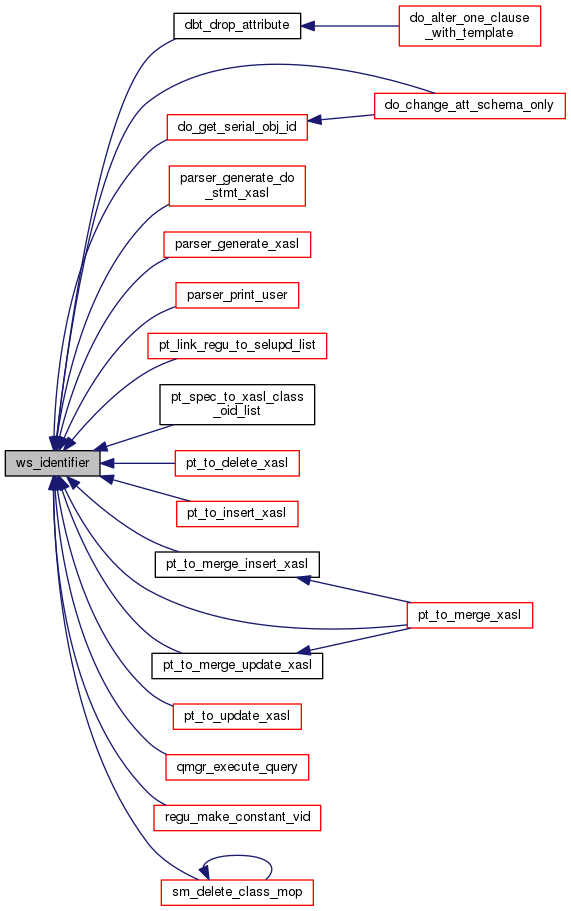 dbt_drop_attribute
do_alter_one_clause
_with_template
do_change_att_schema_only
do_get_serial_obj_id
parser_generate_do
_stmt_xasl
parser_generate_xasl
parser_print_user
pt_link_regu_to_selupd_list
pt_spec_to_xasl_class
_oid_list
ws_identifier
pt_to_delete_xasl
pt_to_insert_xasl
pt_to_merge_insert_xasl
pt_to_merge_xasl
pt_to_merge_update_xasl
pt_to_update_xasl
qmgr_execute_query
regu_make_constant_vid
sm_delete_class_mop